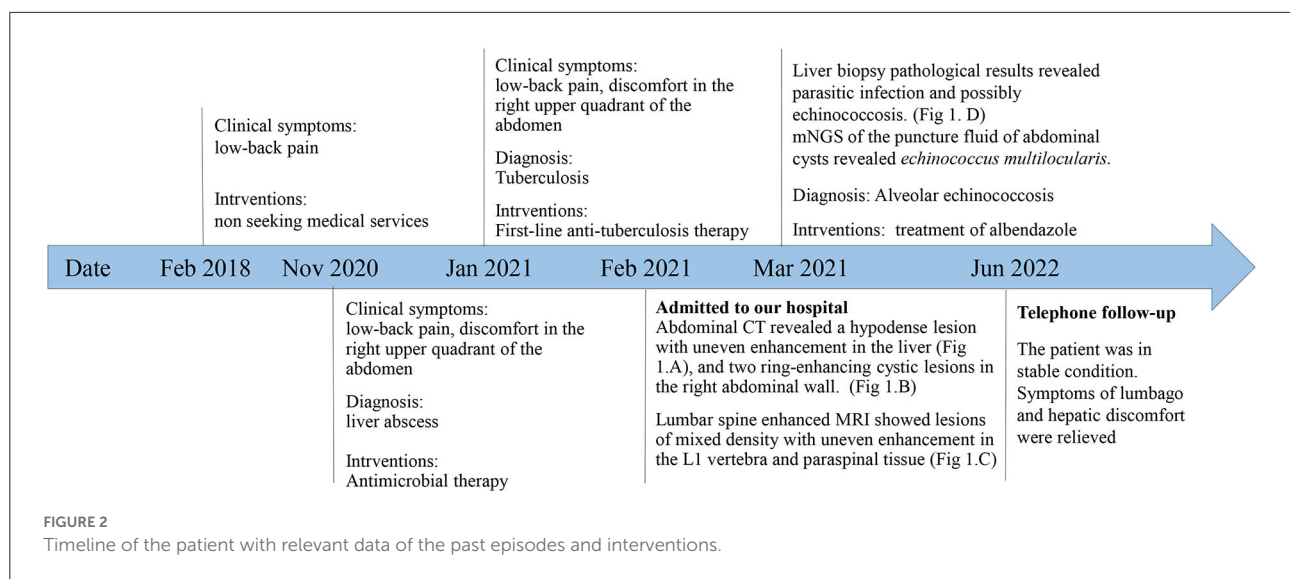 Clinical symptoms:
low-back pain
Intrventions:
non seeking medical services
Clinical symptoms:
low-back pain, discomfort in the
right upper quadrant of the
abdomen
Diagnosis:
Tuberculosis
Intrventions:
First-line anti-tuberculosis therapy
Liver biopsy pathological results revealed
parasitic infection and possibly
echinococcosis. (Fig 1. D)
mNGS of the puncture fluid of abdominal
cysts revealed echinococcus multilocularis.
Diagnosis: Alveolar echinococcosis
Intrventions: treatment of albendazole
Date Feb 2018 Nov 2020 Jan 2021 Feb 2021 Mar 2021 Jun 2022
Clinical symptoms:
low-back pain, discomfort in the
right upper quadrant of the
abdomen
Diagnosis:
liver abscess
Intrventions:
Antimicrobial therapy
Admitted to our hospital
Abdominal CT revealed a hypodense lesion
with uneven enhancement in the liver (Fig
1.A), and two ring-enhancing cystic lesions in
the right abdominal wall. (Fig 1.B)
Lumbar spine enhanced MRI showed lesions
of mixed density with uneven enhancement in
the L1 vertebra and paraspinal tissue (Fig 1.C)
Telephone follow-up
The patient was in
stable condition.
Symptoms of lumbago
and hepatic discomfort
were relieved
FIGURE 2
Timeline of the patient with relevant data of the past episodes and interventions.